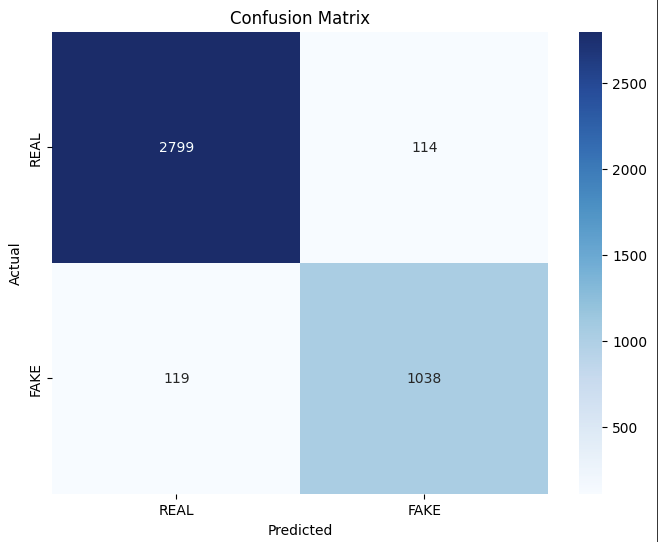 Confusion Matrix
Actual
REAL
2799
114
FAKE
119
1038
REAL
FAKE
Predicted
2500
2000
1500
1000
500